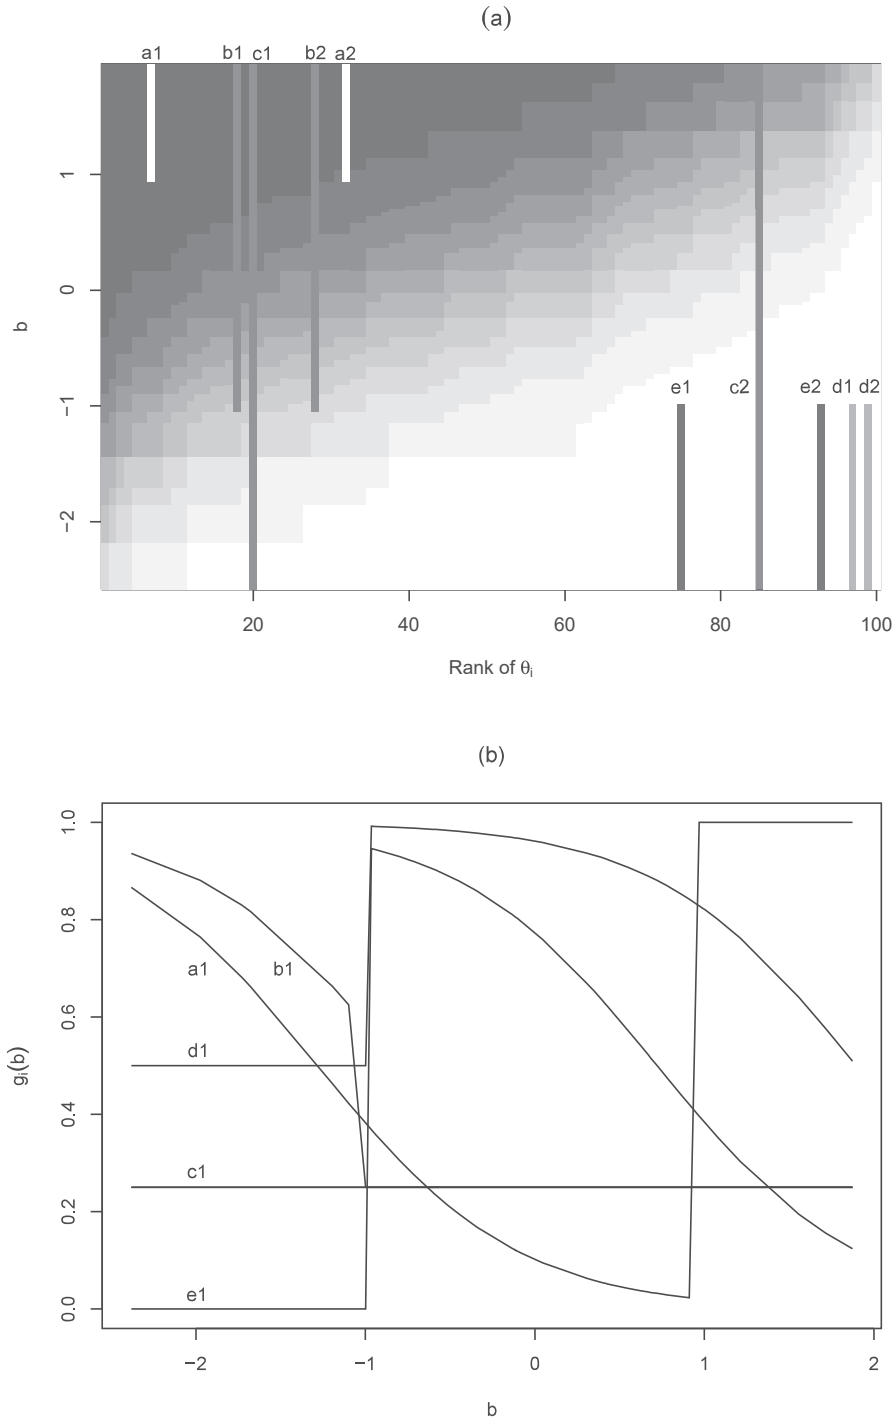 (a)
a1 b1 c1 b2 a2
1
0
−1
−2
b
e1 c2 e2 d1 d2
20 40 60 80 100
Rank of θi
(b)
1.0
0.8
0.6
0.4
0.2
0.0
gi(b)
a1 b1
d1
c1
e1
−2 −1 0 1 2
b